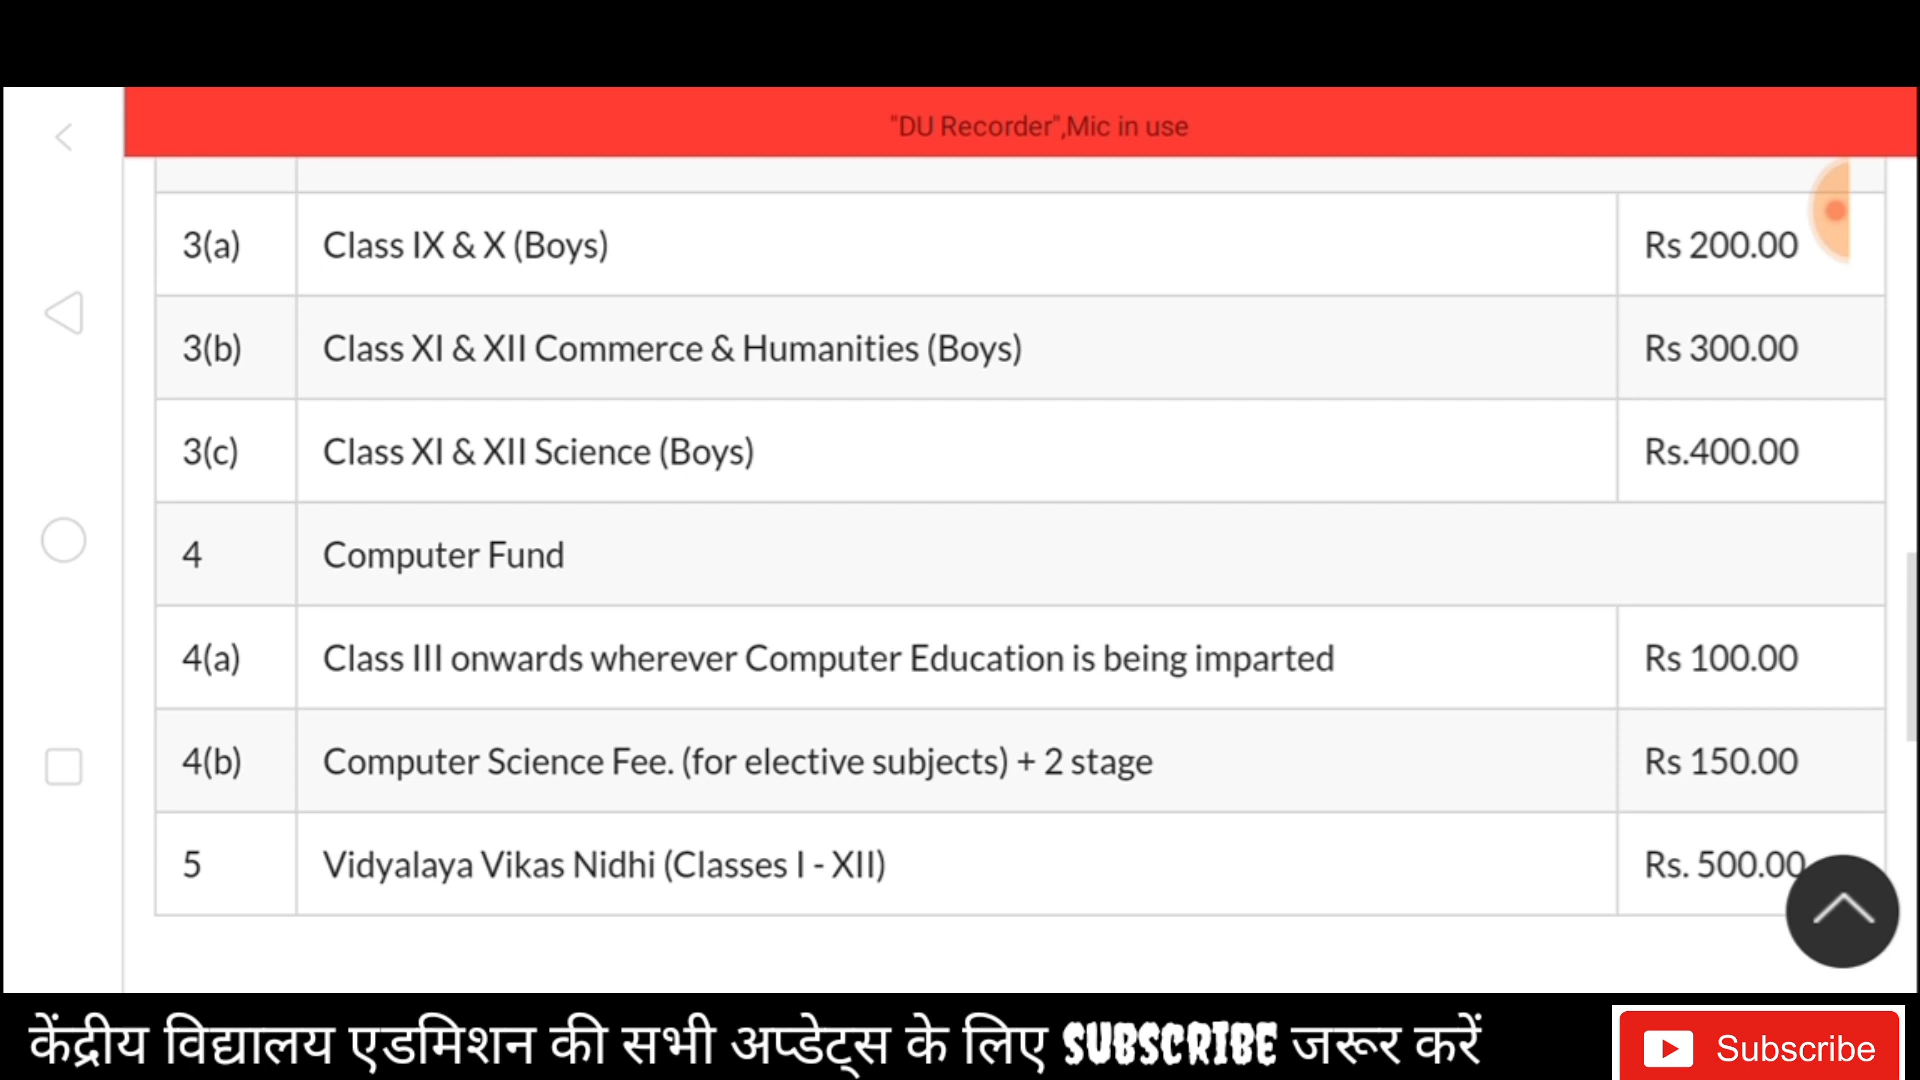 "DU Recorder",Mic in use
3(a) Class IX & X (Boys) Rs 200.00
3(b) Class XI & XII Commerce & Humanities (Boys) Rs 300.00
3(c) Class XI & XII Science (Boys) Rs.400.00
4 Computer Fund
4(a) Class III onwards wherever Computer Education is being imparted Rs 100.00
4(b) Computer Science Fee. (for elective subjects) + 2 stage Rs 150.00
5 Vidyalaya Vikas Nidhi (Classes I - XII) Rs. 500.00
केंद्रीय विद्यालय एडमिशन की सभी अप्डेट्स के लिए SUBSCRIBE जरूर करें
Subscribe